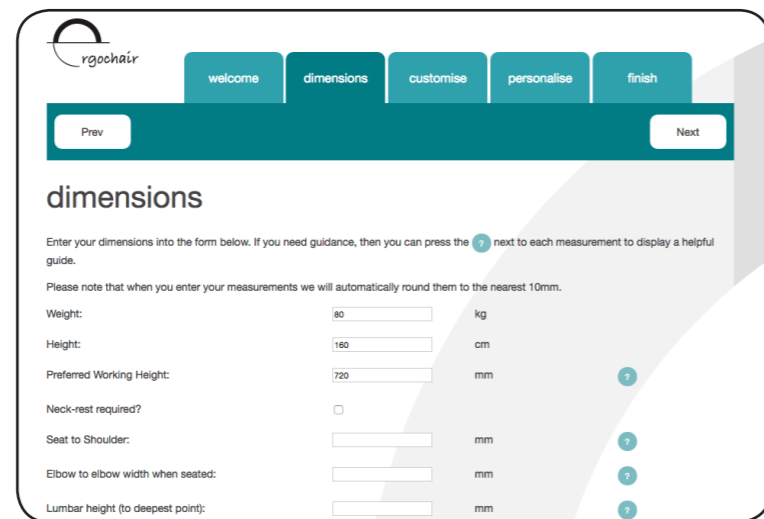 rgochair
welcome dimensions customise personalise finish
Prev Next
dimensions
Enter your dimensions into the form below. If you need guidance, then you can press the ? next to each measurement to display a helpful
guide.
Please note that when you enter your measurements we will automatically round them to the nearest 10mm.
Weight: 80 kg
Height: 160 cm
Preferred Working Height: 720 mm ?
Neck-rest required?
Seat to Shoulder: mm ?
Elbow to elbow width when seated: mm ?
Lumbar height (to deepest point): mm ?